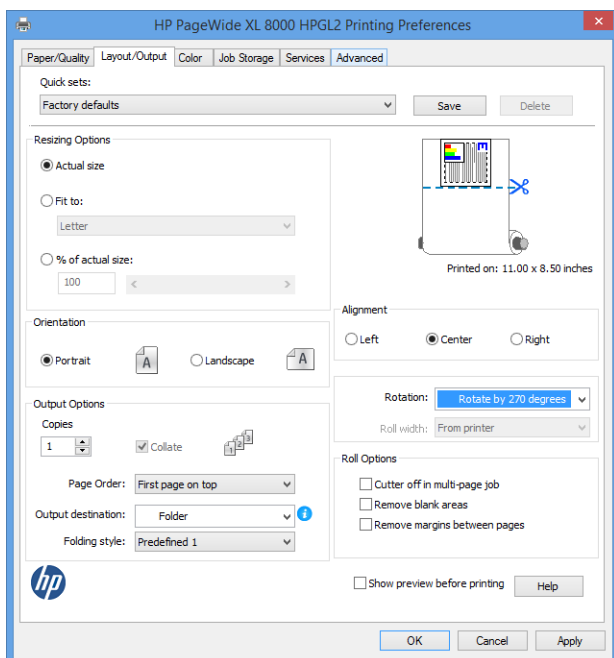 HP PageWide XL 8000 HPGL2 Printing Preferences
Paper/Quality Layout/Output Color Job Storage Services Advanced
Quick sets:
Factory defaults Save Delete
Resizing Options
Actual size
Fit to:
Letter
% of actual size:
100
Printed on: 11.00 x 8.50 inches
Orientation
Portrait A Landscape A
Alignment
Left Center Right
Rotation: Rotate by 270 degrees
Roll width: From printer
Output Options
Copies
1 Collate 1 2 3
Page Order: First page on top
Output destination: Folder i
Folding style: Predefined 1
Roll Options
Cutter off in multi-page job
Remove blank areas
Remove margins between pages
hp
Show preview before printing Help
OK Cancel Apply